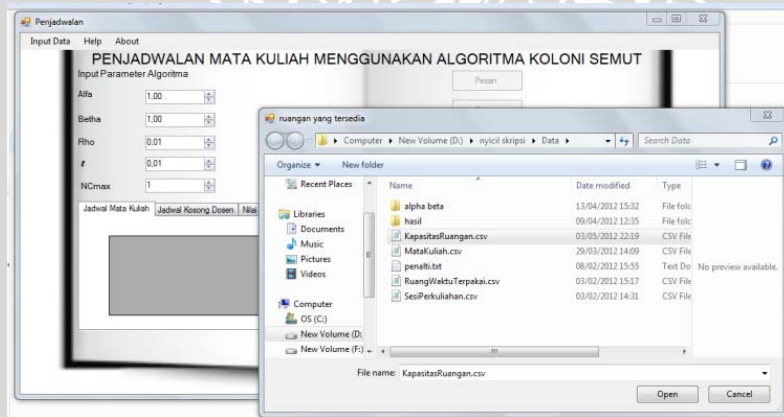 Penjadwalan
Input Data Help About
PENJADWALAN MATA KULIAH MENGGUNAKAN ALGORITMA KOLONI SEMUT
Input Parameter Algoritma
Pesan
Alfa 1,00
Betha 1,00
Rho 0,01
t 0,01
NCmax 1
Jadwal Mata Kuliah Jadwal Kosong Dosen Nilai
ruangan yang tersedia
Computer New Volume (D:) nyicil skripsi Data Search Data
Organize New folder
Recent Places
Libraries
Documents
Music
Pictures
Videos
Computer
OS (C:)
New Volume (D:
New Volume (F:)
Name Date modified Type
alpha beta 13/04/2012 15:32 File folc
hasil 09/04/2012 12:35 File folc
KapasitasRuangan.csv 03/05/2012 22:19 CSV File
MataKuliah.csv 29/03/2012 14:09 CSV File
penalti.txt 08/02/2012 15:55 Text Do
RuangWaktuTerpakai.csv 03/02/2012 15:17 CSV File
SesiPerkuliahan.csv 03/02/2012 14:31 CSV File
No preview available.
File name: KapasitasRuangan.csv
Open Cancel